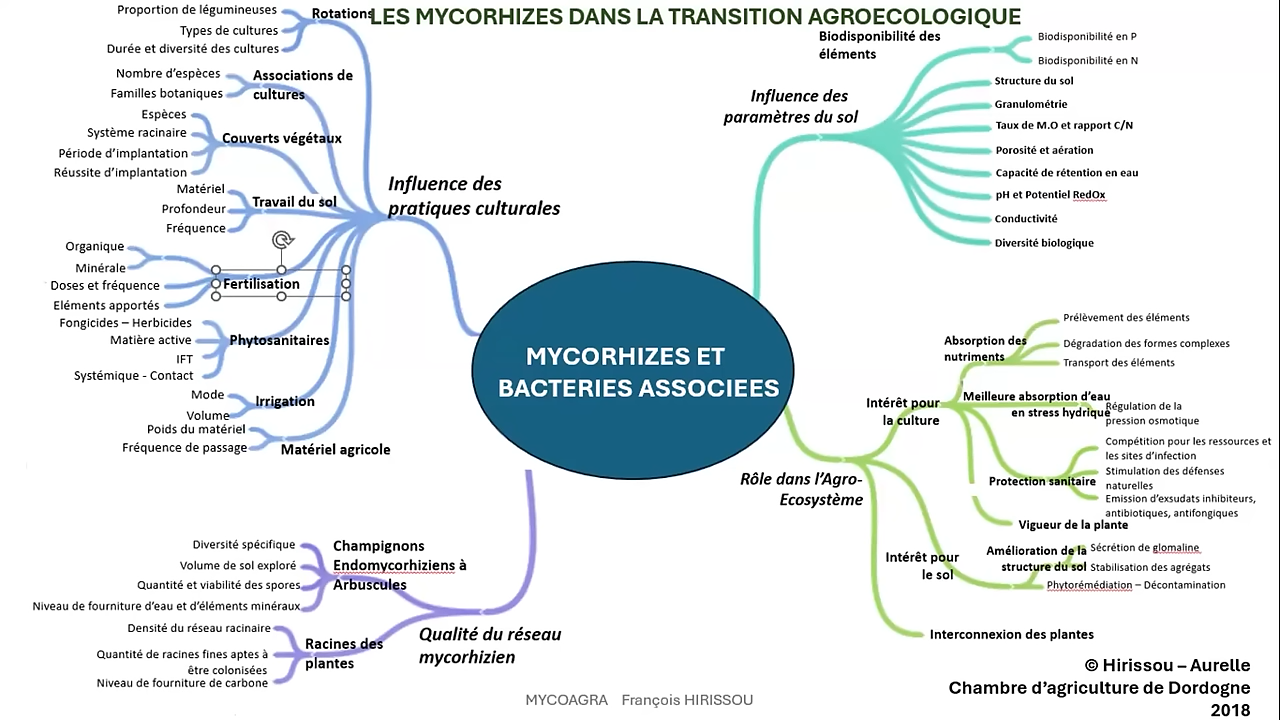 LES MYCORHIZES DANS LA TRANSITION AGROECOLOGIQUE
Proportion de légumineuses
Types de cultures
Durée et diversité des cultures
Rotations
Nombre d'espèces
Familles botaniques
Associations de
cultures
Espèces
Système racinaire
Période d'implantation
Réussite d'implantation
Couverts végétaux
Matériel
Profondeur
Fréquence
Travail du sol
Organique
Minérale
Doses et fréquence
Eléments apportés
Fertilisation
Fongicides – Herbicides
Matière active
IFT
Systémique - Contact
Phytosanitaires
Mode
Volume
Irrigation
Poids du matériel
Fréquence de passage
Matériel agricole
Influence des
pratiques culturales
Biodisponibilité des
éléments
Biodisponibilité en P
Biodisponibilité en N
Structure du sol
Granulométrie
Taux de M.O et rapport C/N
Porosité et aération
Capacité de rétention en eau
pH et Potentiel RedOx
Conductivité
Diversité biologique
Influence des
paramètres du sol
MYCORHIZES ET
BACTERIES ASSOCIEES
Rôle dans l'Agro-
Ecosystème
Intérêt pour
la culture
Absorption des
nutriments
Prélèvement des éléments
Dégradation des formes complexes
Transport des éléments
Meilleure absorption d'eau
en stress hydrique
Régulation de la
pression osmotique
Protection sanitaire
Compétition pour les ressources et
les sites d'infection
Stimulation des défenses
naturelles
Emission d'exsudats inhibiteurs,
antibiotiques, antifongiques
Vigueur de la plante
Intérêt pour
le sol
Amélioration de la
structure du sol
Sécrétion de glomaline
Stabilisation des agrégats
Phytorémédiation – Décontamination
Interconnexion des plantes
Diversité spécifique
Volume de sol exploré
Quantité et viabilité des spores
Niveau de fourniture d'eau et d'éléments minéraux
Champignons
Endomycorhiziens à
Arbuscules
Densité du réseau racinaire
Quantité de racines fines aptes à
être colonisées
Niveau de fourniture de carbone
Racines des
plantes
Qualité du réseau
mycorhizien
MYCOAGRA François HIRISSOU
© Hirissou – Aurelle
Chambre d'agriculture de Dordogne
2018